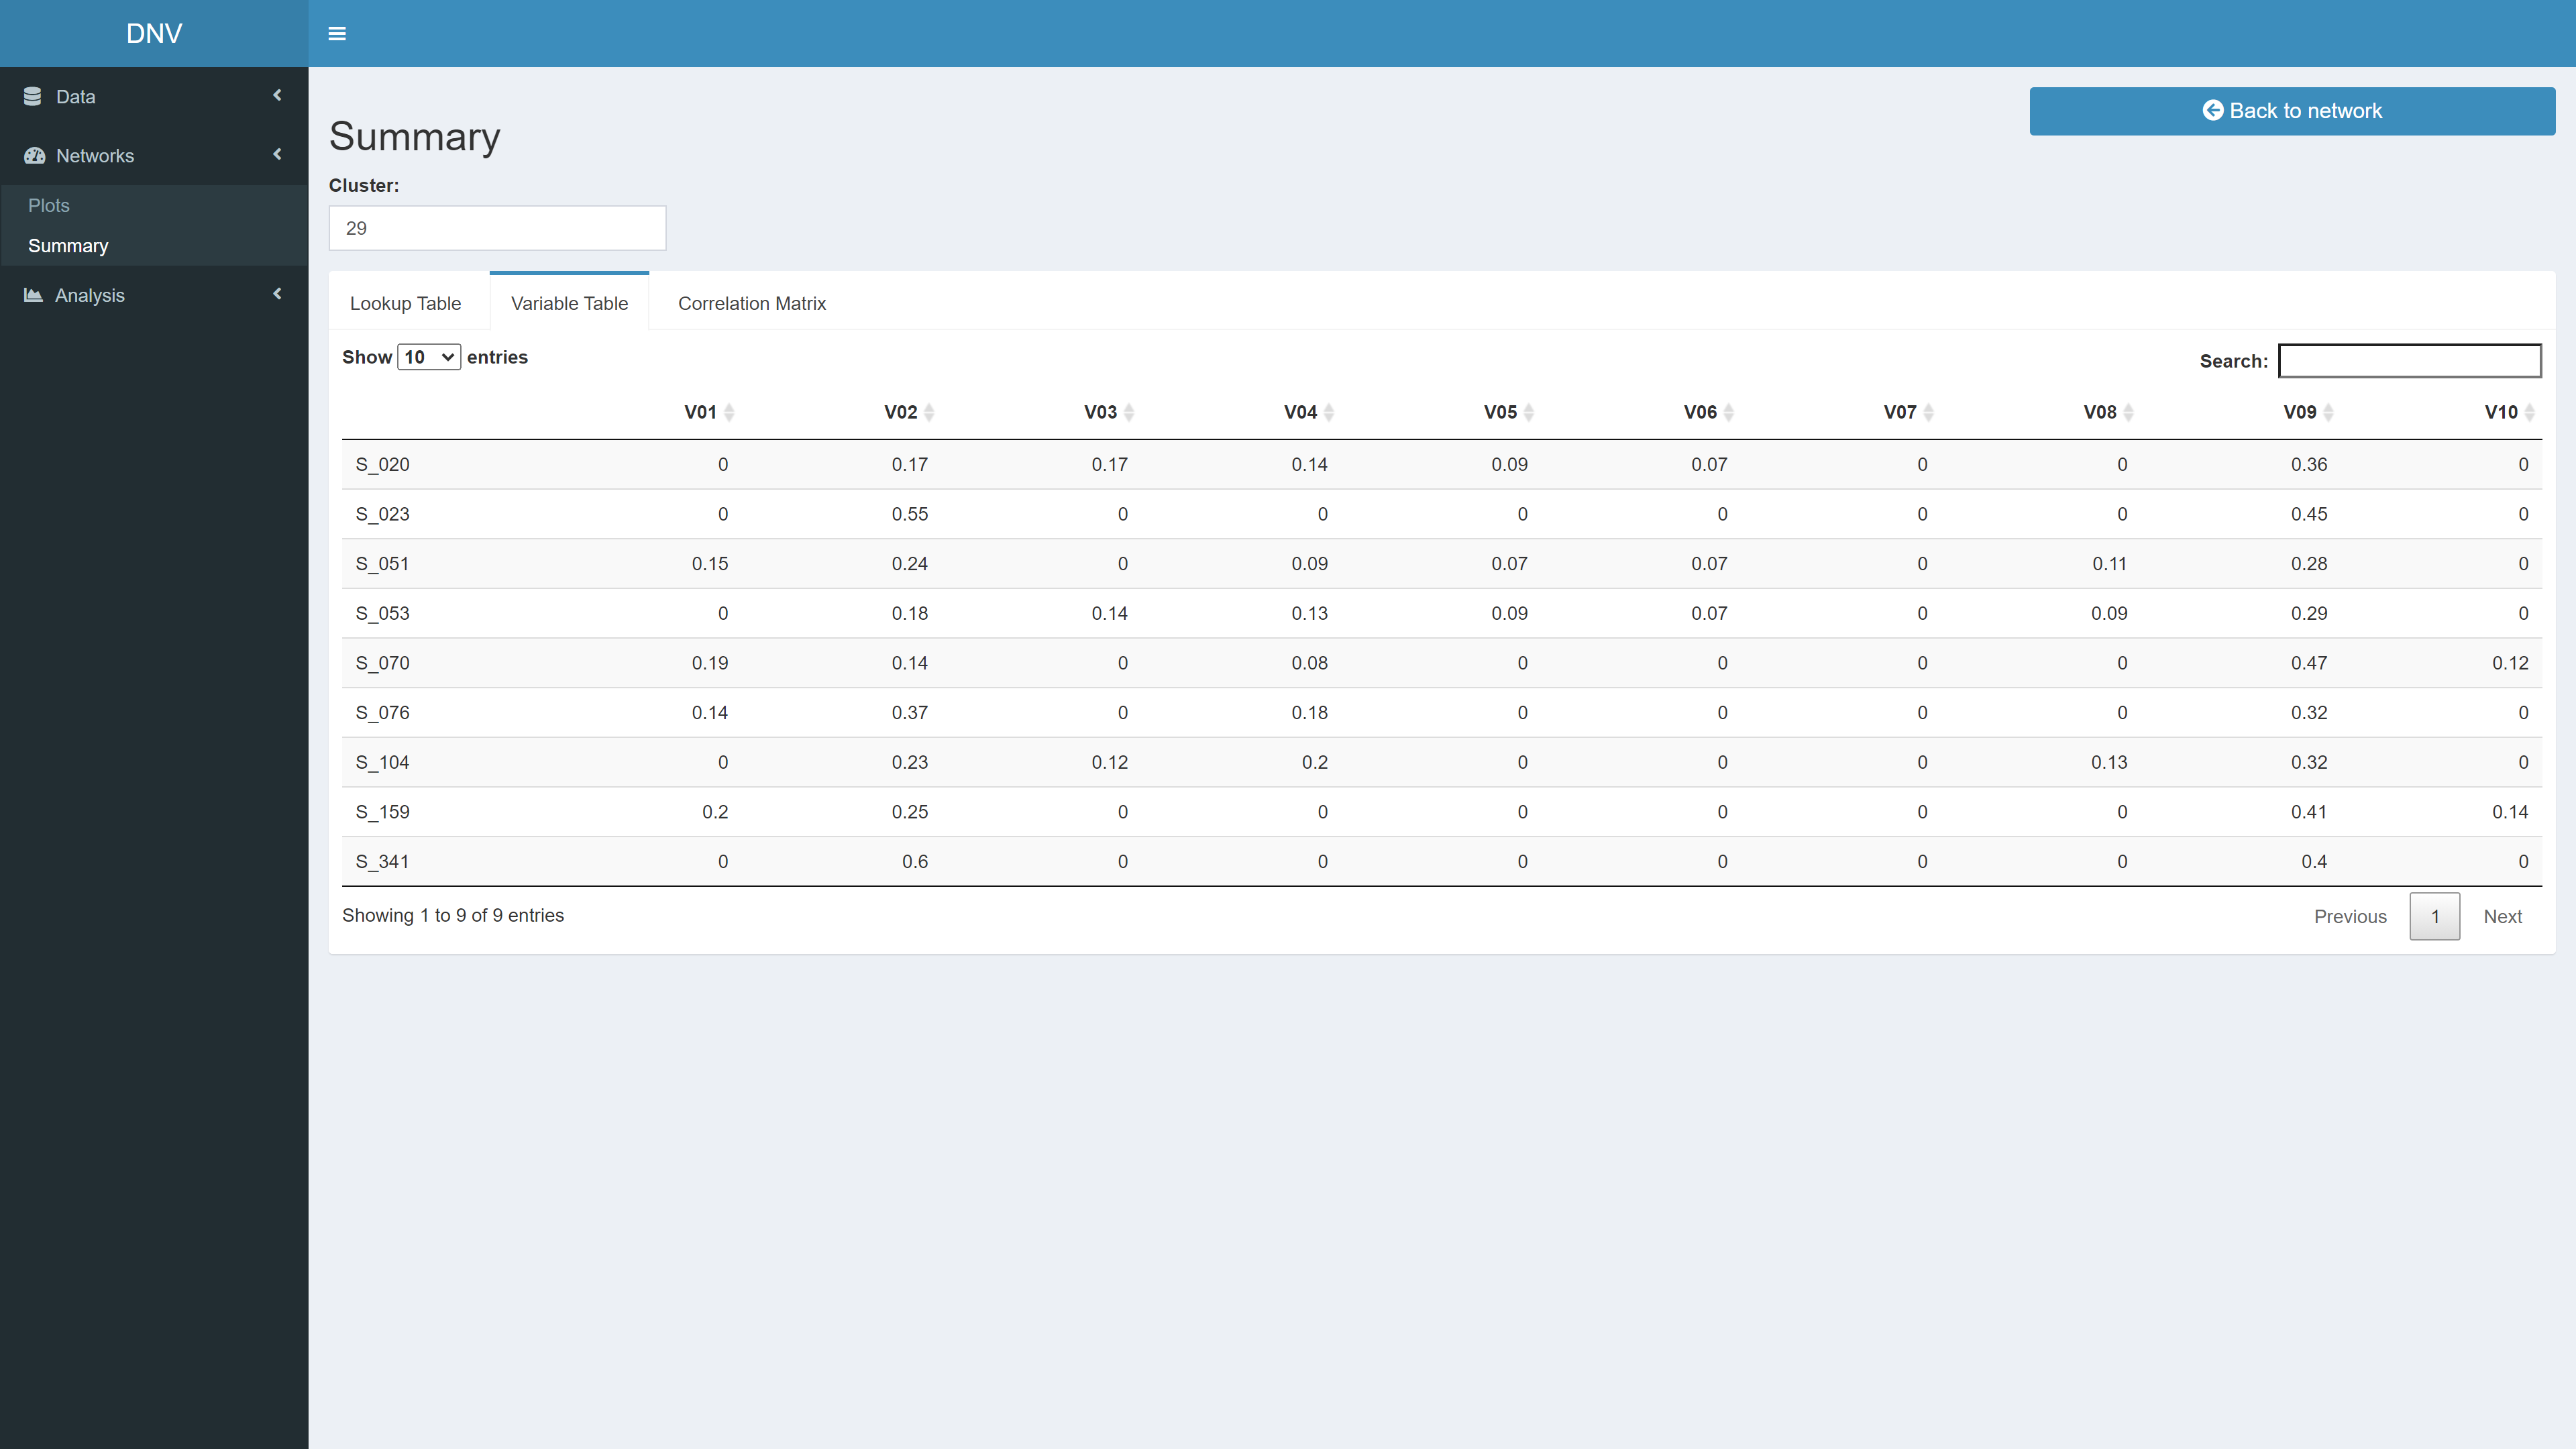 DNV
Data
Networks
Plots
Summary
Analysis
Back to network
Summary
Cluster:
29
Lookup Table Variable Table Correlation Matrix
Show 10 entries Search:
V01 V02 V03 V04 V05 V06 V07 V08 V09 V10
S_020 0 0.17 0.17 0.14 0.09 0.07 0 0 0.36 0
S_023 0 0.55 0 0 0 0 0 0 0.45 0
S_051 0.15 0.24 0 0.09 0.07 0.07 0 0.11 0.28 0
S_053 0 0.18 0.14 0.13 0.09 0.07 0 0.09 0.29 0
S_070 0.19 0.14 0 0.08 0 0 0 0 0.47 0.12
S_076 0.14 0.37 0 0.18 0 0 0 0 0.32 0
S_104 0 0.23 0.12 0.2 0 0 0 0.13 0.32 0
S_159 0.2 0.25 0 0 0 0 0 0 0.41 0.14
S_341 0 0.6 0 0 0 0 0 0 0.4 0
Showing 1 to 9 of 9 entries Previous 1 Next